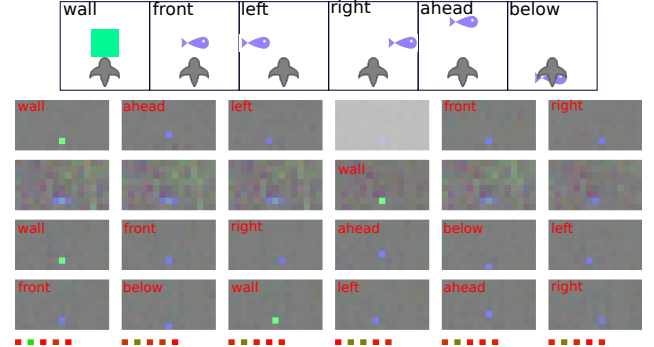 wall front left right ahead below
wall ahead left front right
wall
wall front right ahead below left
front below wall left ahead right